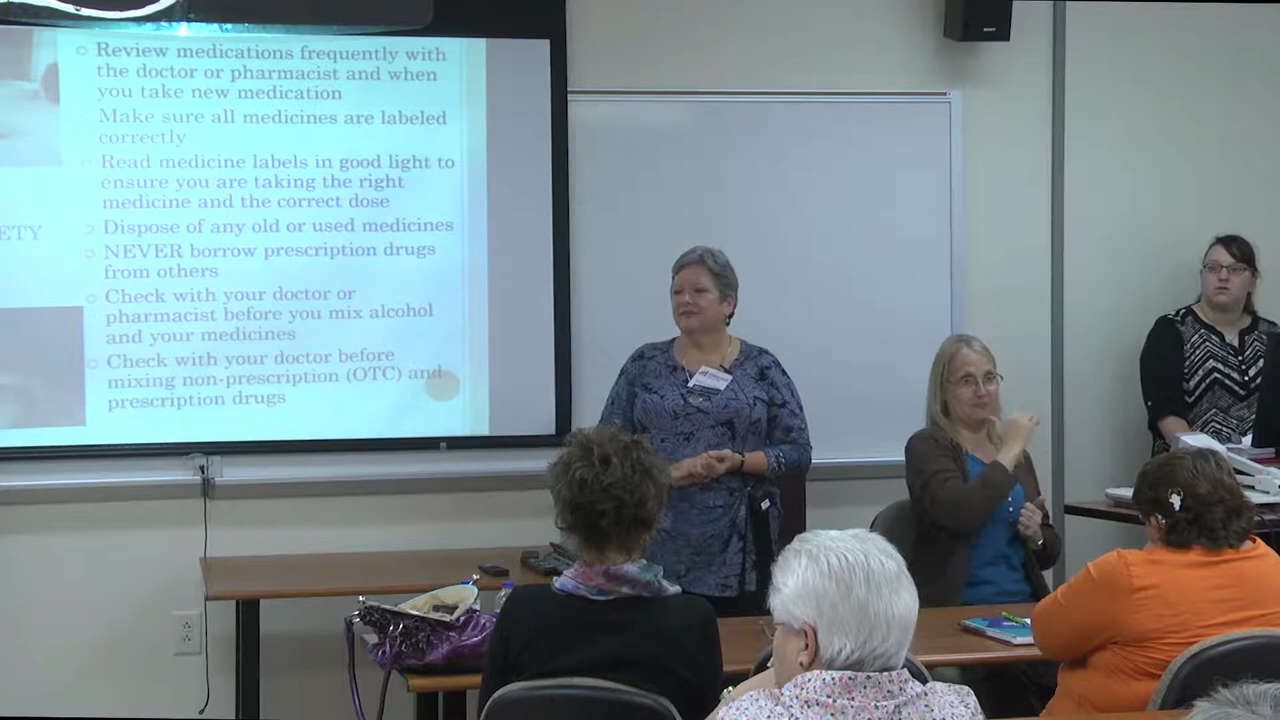 Review medications frequently with
the doctor or pharmacist and when
you take new medication
Make sure all medicines are labeled
correctly
Read medicine labels in good light to
ensure you are taking the right
medicine and the correct dose
Dispose of any old or used medicines
NEVER borrow prescription drugs
from others
Check with your doctor or
pharmacist before you mix alcohol
and your medicines
Check with your doctor before
mixing non-prescription (OTC) and
prescription drugs
ETY